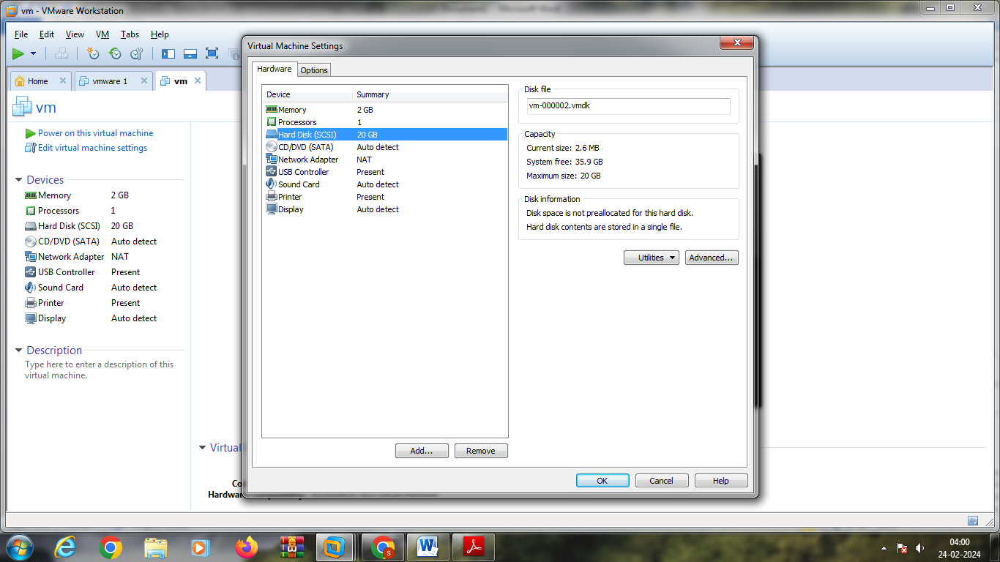 vm - VMware Workstation
File Edit View VM Tabs Help
Home vmware 1 vm
vm
Power on this virtual machine
Edit virtual machine settings
Devices
Memory 2 GB
Processors 1
Hard Disk (SCSI) 20 GB
CD/DVD (SATA) Auto detect
Network Adapter NAT
USB Controller Present
Sound Card Auto detect
Printer Present
Display Auto detect
Description
Type here to enter a description of this
virtual machine.
Virtual
Virtual Machine Settings
Hardware Options
Device Summary
Memory 2 GB
Processors 1
Hard Disk (SCSI) 20 GB
CD/DVD (SATA) Auto detect
Network Adapter NAT
USB Controller Present
Sound Card Auto detect
Printer Present
Display Auto detect
Add... Remove
Disk file
vm-000002.vmdk
Capacity
Current size: 2.6 MB
System free: 35.9 GB
Maximum size: 20 GB
Disk information
Disk space is not preallocated for this hard disk.
Hard disk contents are stored in a single file.
Utilities Advanced...
OK Cancel Help
04:00
24-02-2024